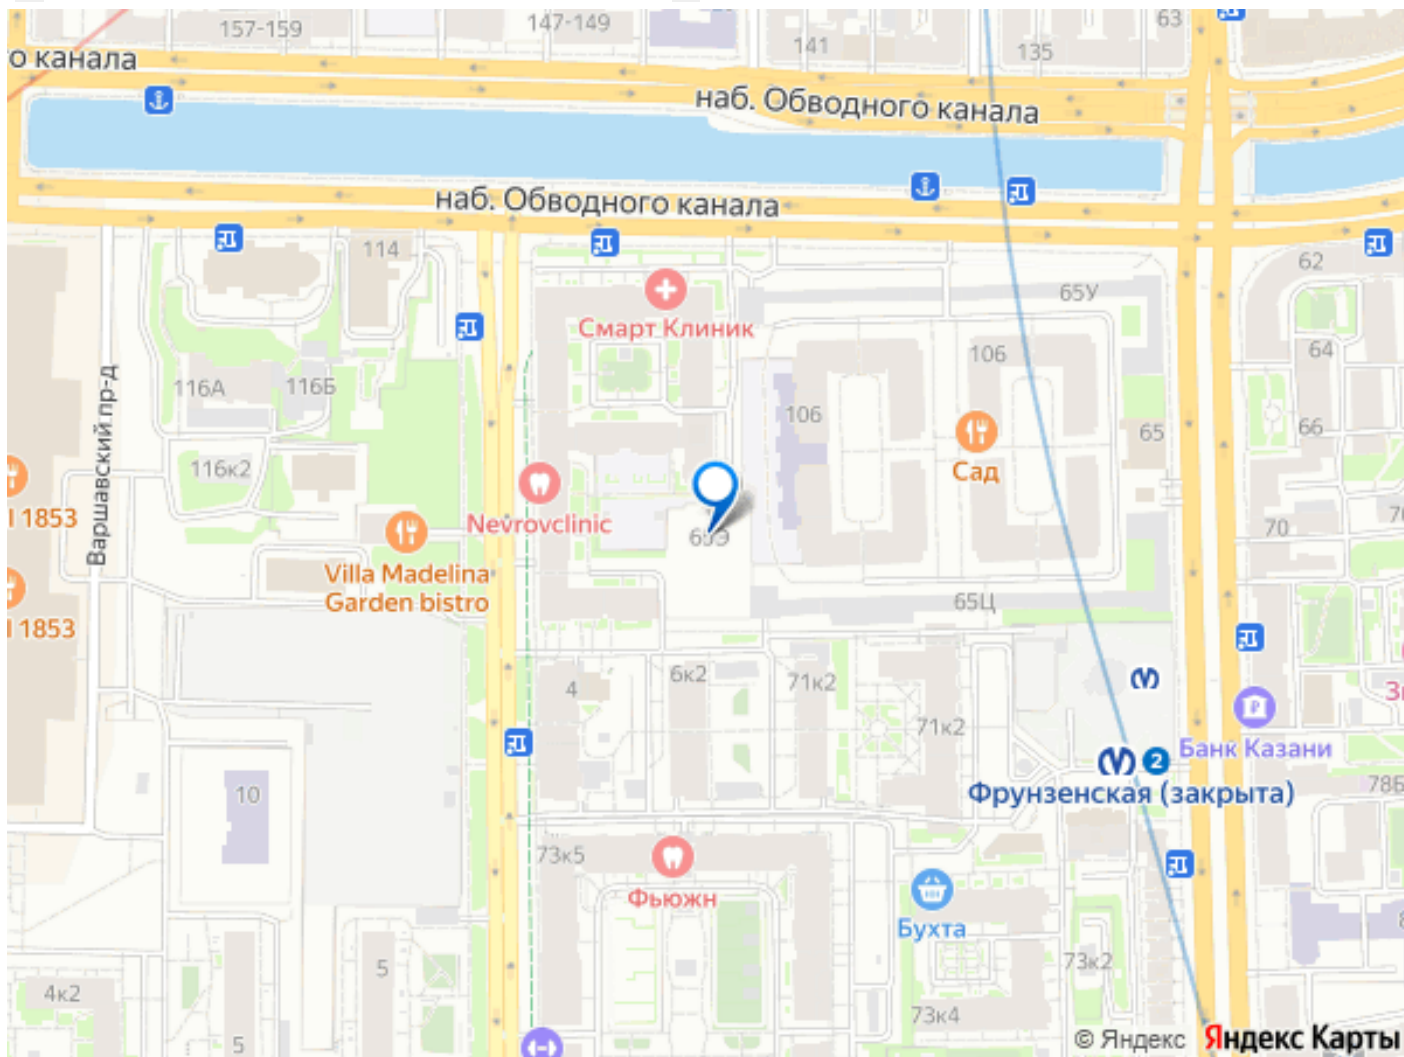 157-159
147-149
141
135
63
о канала
наб. Обводного канала
наб. Обводного канала
114
62
65У
Смарт Клиник
106
64
116А
116Б
106
65
66
Варшавский пр-д
116к2
Сад
Nevrovclinic
1853
70
Villa Madelina
Garden bistro
65Ц
1853
4
6к2
71к2
71к2
Банк Казани
2
Фрунзенская (закрыта)
78Б
10
73к5
Фьюжн
Бухта
5
73к2
4к2
73к4
5
© Яндекс Яндекс Карты